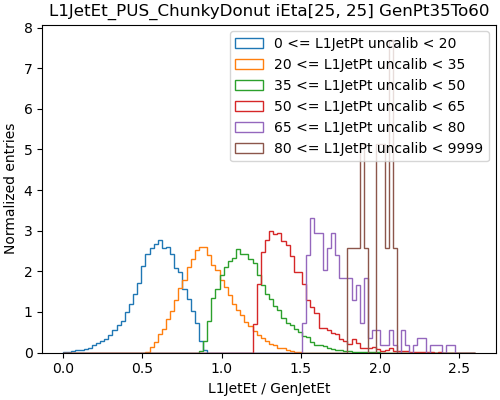 L1JetEt_PUS_ChunkyDonut iEta[25, 25] GenPt35To60
8
7
6
5
4
3
2
1
0
Normalized entries
0 <= L1JetPt uncalib < 20
20 <= L1JetPt uncalib < 35
35 <= L1JetPt uncalib < 50
50 <= L1JetPt uncalib < 65
65 <= L1JetPt uncalib < 80
80 <= L1JetPt uncalib < 9999
0.0 0.5 1.0 1.5 2.0 2.5
L1JetEt / GenJetEt